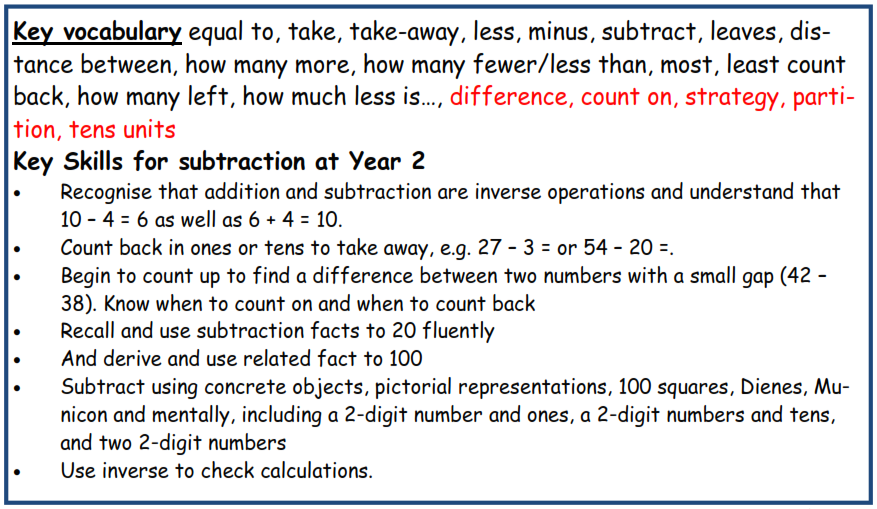 Key vocabulary equal to, take, take-away, less, minus, subtract, leaves, dis-
tance between, how many more, how many fewer/less than, most, least count
back, how many left, how much less is…, difference, count on, strategy, parti-
tion, tens units
Key Skills for subtraction at Year 2
• Recognise that addition and subtraction are inverse operations and understand that
10 – 4 = 6 as well as 6 + 4 = 10.
• Count back in ones or tens to take away, e.g. 27 – 3 = or 54 – 20 =.
• Begin to count up to find a difference between two numbers with a small gap (42 –
38). Know when to count on and when to count back
• Recall and use subtraction facts to 20 fluently
• And derive and use related fact to 100
• Subtract using concrete objects, pictorial representations, 100 squares, Dienes, Mu-
nicon and mentally, including a 2-digit number and ones, a 2-digit numbers and tens,
and two 2-digit numbers
• Use inverse to check calculations.